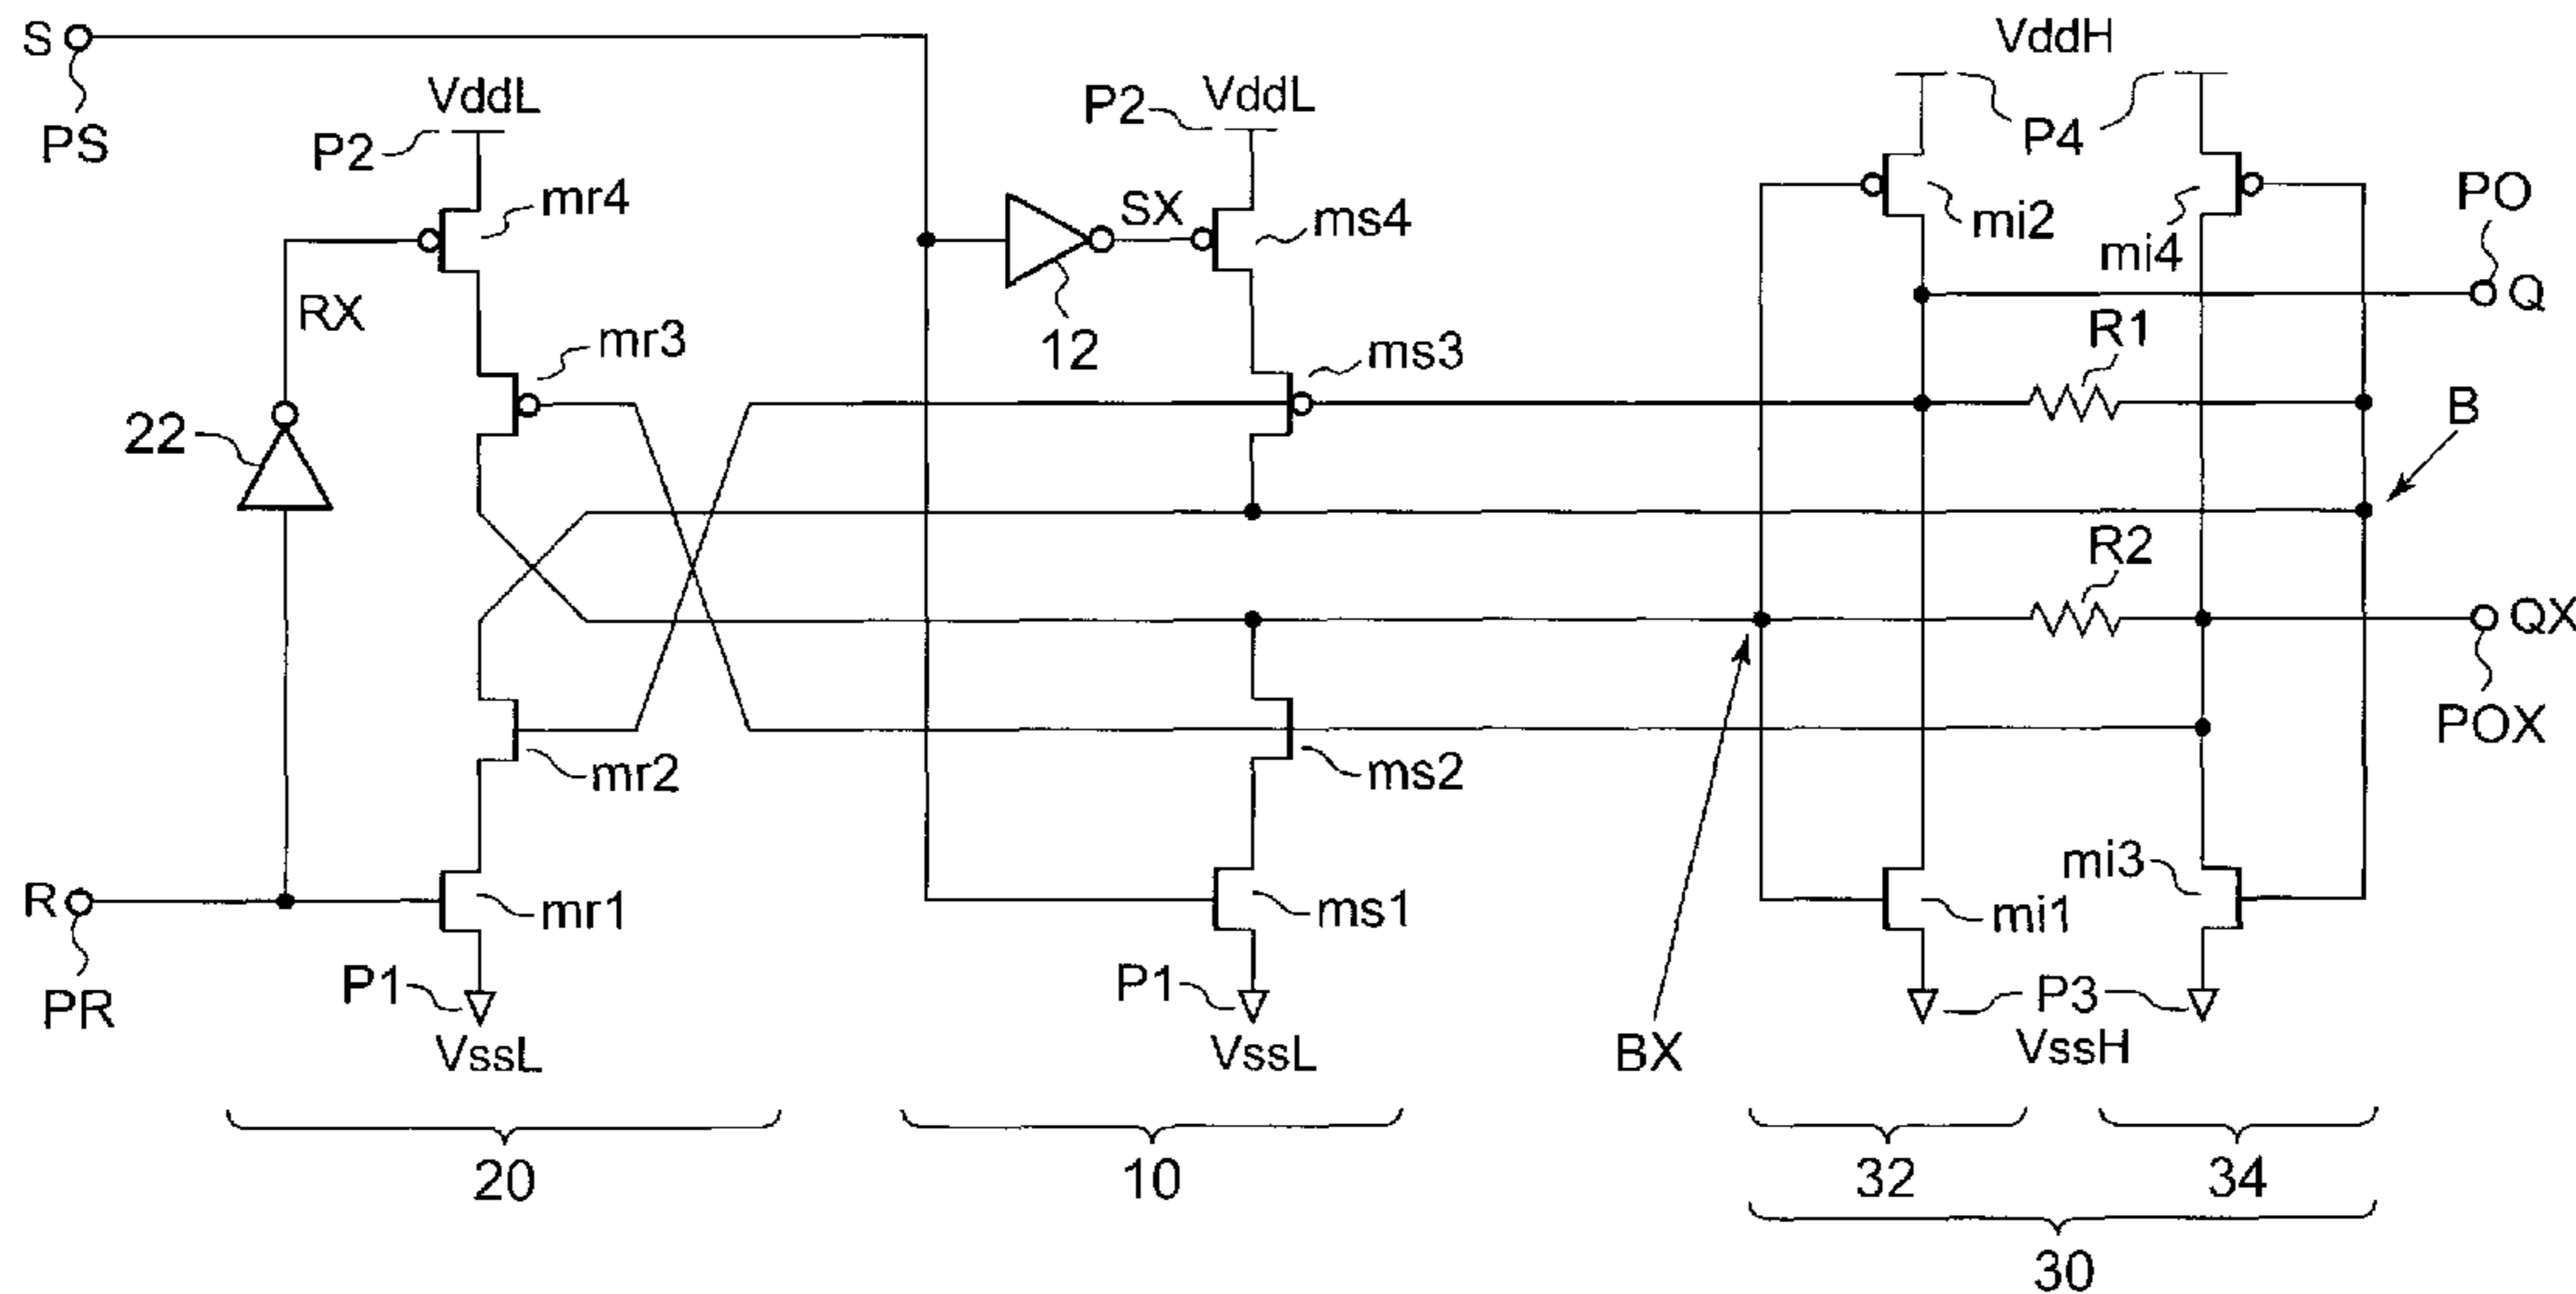 S
PS
VddL
P2
mr4
RX
mr3
22
R
PR
mr2
mr1
P1
VssL
20
P2
VddL
SX
ms4
12
ms3
ms2
ms1
P1
VssL
10
VddH
P4
mi2
mi4
PO
Q
R1
B
R2
QX
POX
mi3
mi1
P3
VssH
BX
32
34
30